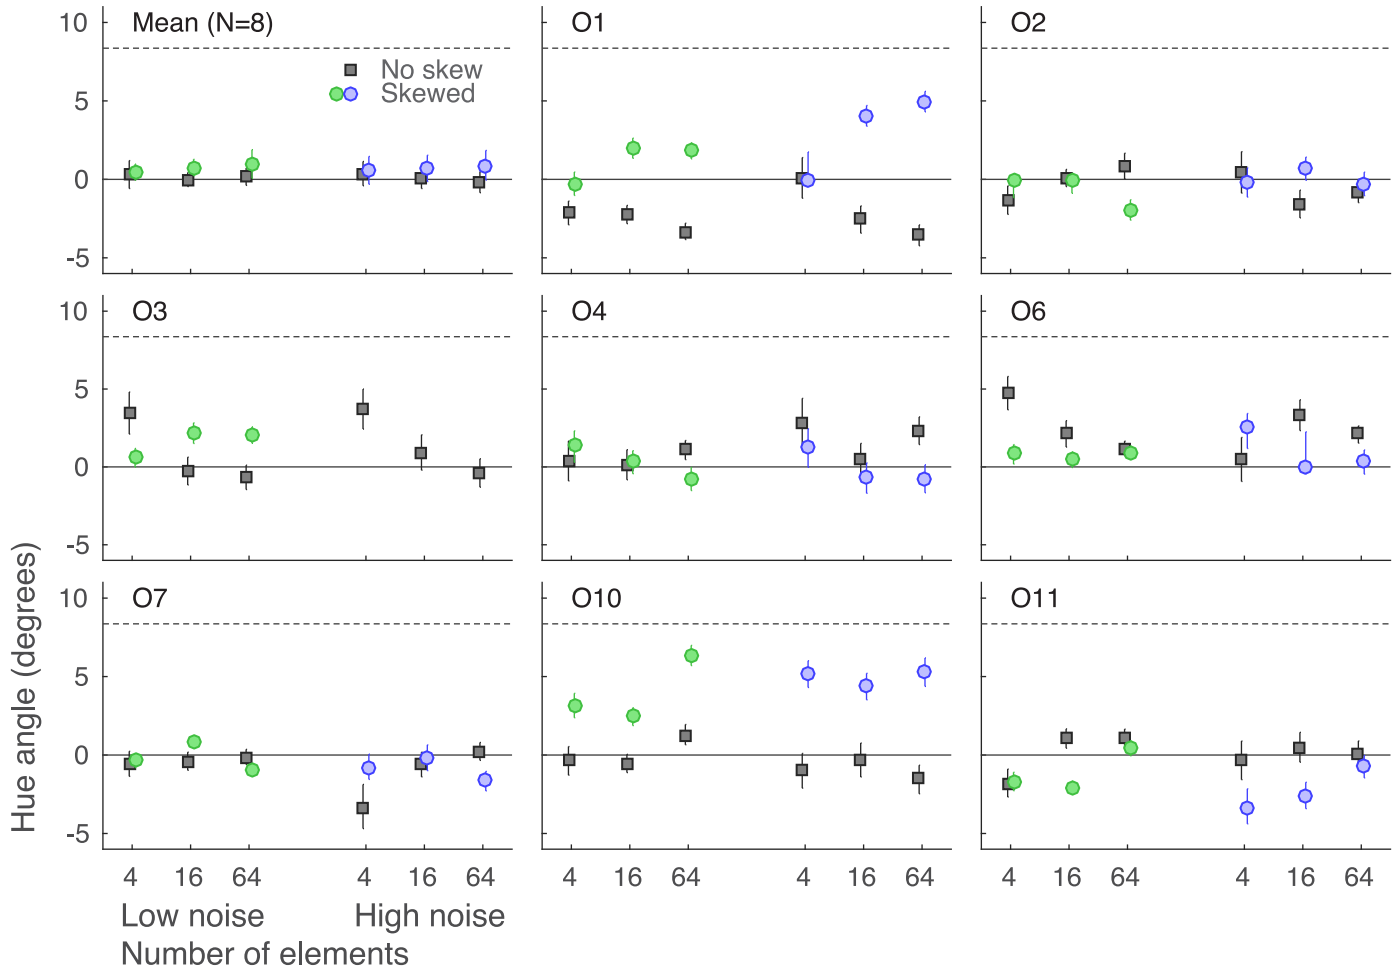 Mean (N=8)
O1
O2
10
5
0
-5
No skew
Skewed
O3
O4
O6
10
5
0
-5
O7
O10
O11
10
5
0
-5
4 16 64 4 16 64
4 16 64 4 16 64
4 16 64 4 16 64
Low noise High noise
Number of elements
Hue angle (degrees)